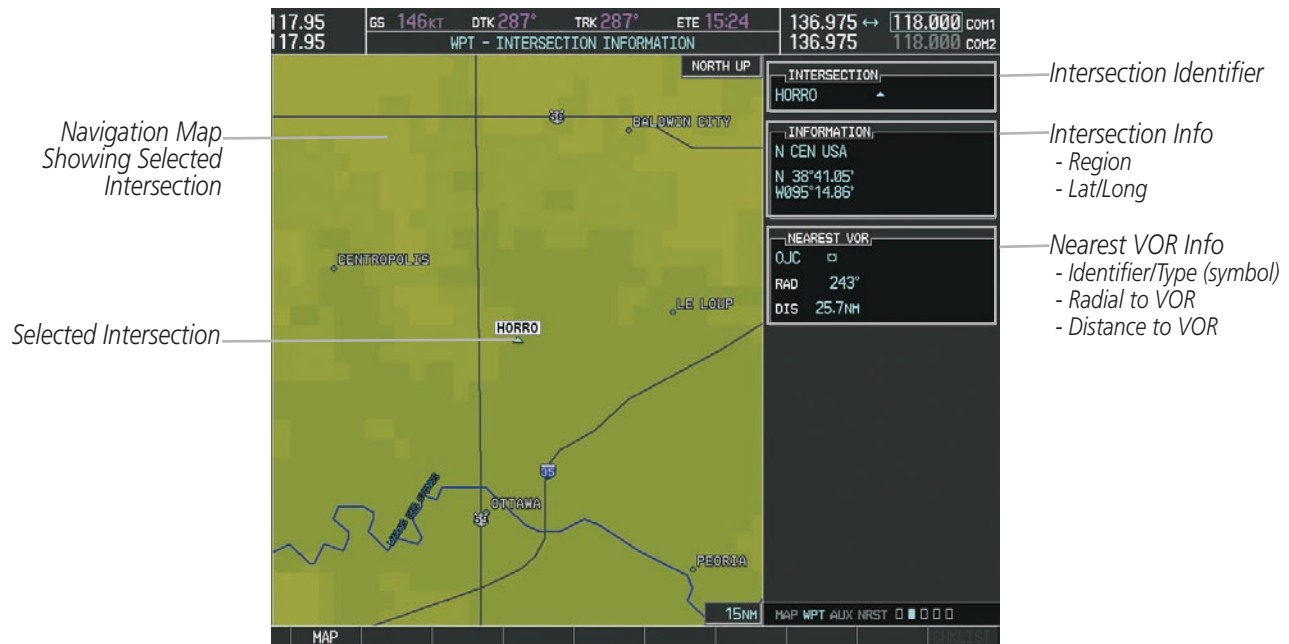 117.95
117.95
GS 146KT DTK 287° TRK 287° ETE 15:24
WPT - INTERSECTION INFORMATION
136.975 ↔ 118.000 COM1
136.975 118.000 COM2
NORTH UP
Navigation Map
Showing Selected
Intersection
Selected Intersection
BALDWIN CITY
CENTROPOLIS
LE LOUP
HORRO
35
OTTAWA
59
PEORIA
15NM
INTERSECTION
HORRO
INFORMATION
N CEN USA
N 38°41.05'
W095°14.86'
NEAREST VOR
OJC
RAD 243°
DIS 25.7NM
MAP WPT AUX NRST
MAP
CHKLIST
Intersection Identifier
Intersection Info
- Region
- Lat/Long
Nearest VOR Info
- Identifier/Type (symbol)
- Radial to VOR
- Distance to VOR